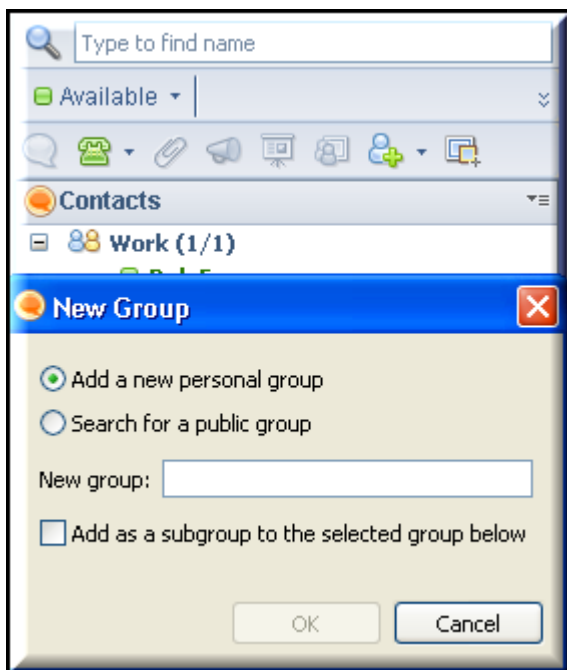 Type to find name
Available
Contacts
Work (1/1)
New Group
Add a new personal group
Search for a public group
New group:
Add as a subgroup to the selected group below
OK Cancel